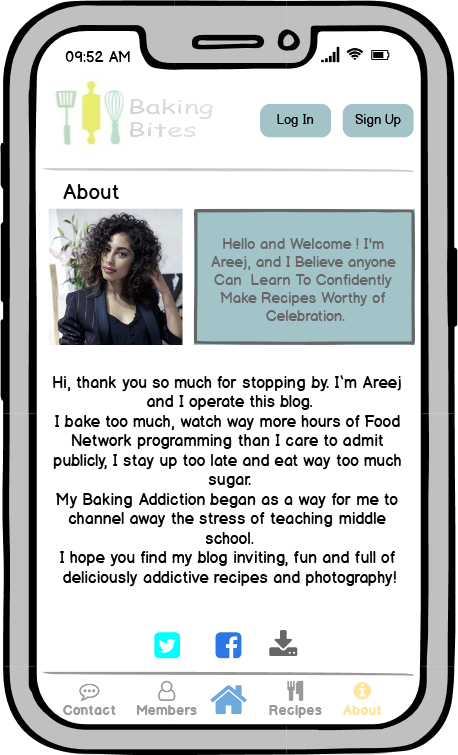 09:52 AM
Baking
Bites
Log In
Sign Up
About
Hello and Welcome ! I'm
Areej, and I Believe anyone
Can Learn To Confidently
Make Recipes Worthy of
Celebration.
Hi, thank you so much for stopping by. I`m Areej
and I operate this blog.
I bake too much, watch way more hours of Food
Network programming than I care to admit
publicly, I stay up too late and eat way too much
sugar.
My Baking Addiction began as a way for me to
channel away the stress of teaching middle
school.
I hope you find my blog inviting, fun and full of
deliciously addictive recipes and photography!
Contact
Members
Recipes
About